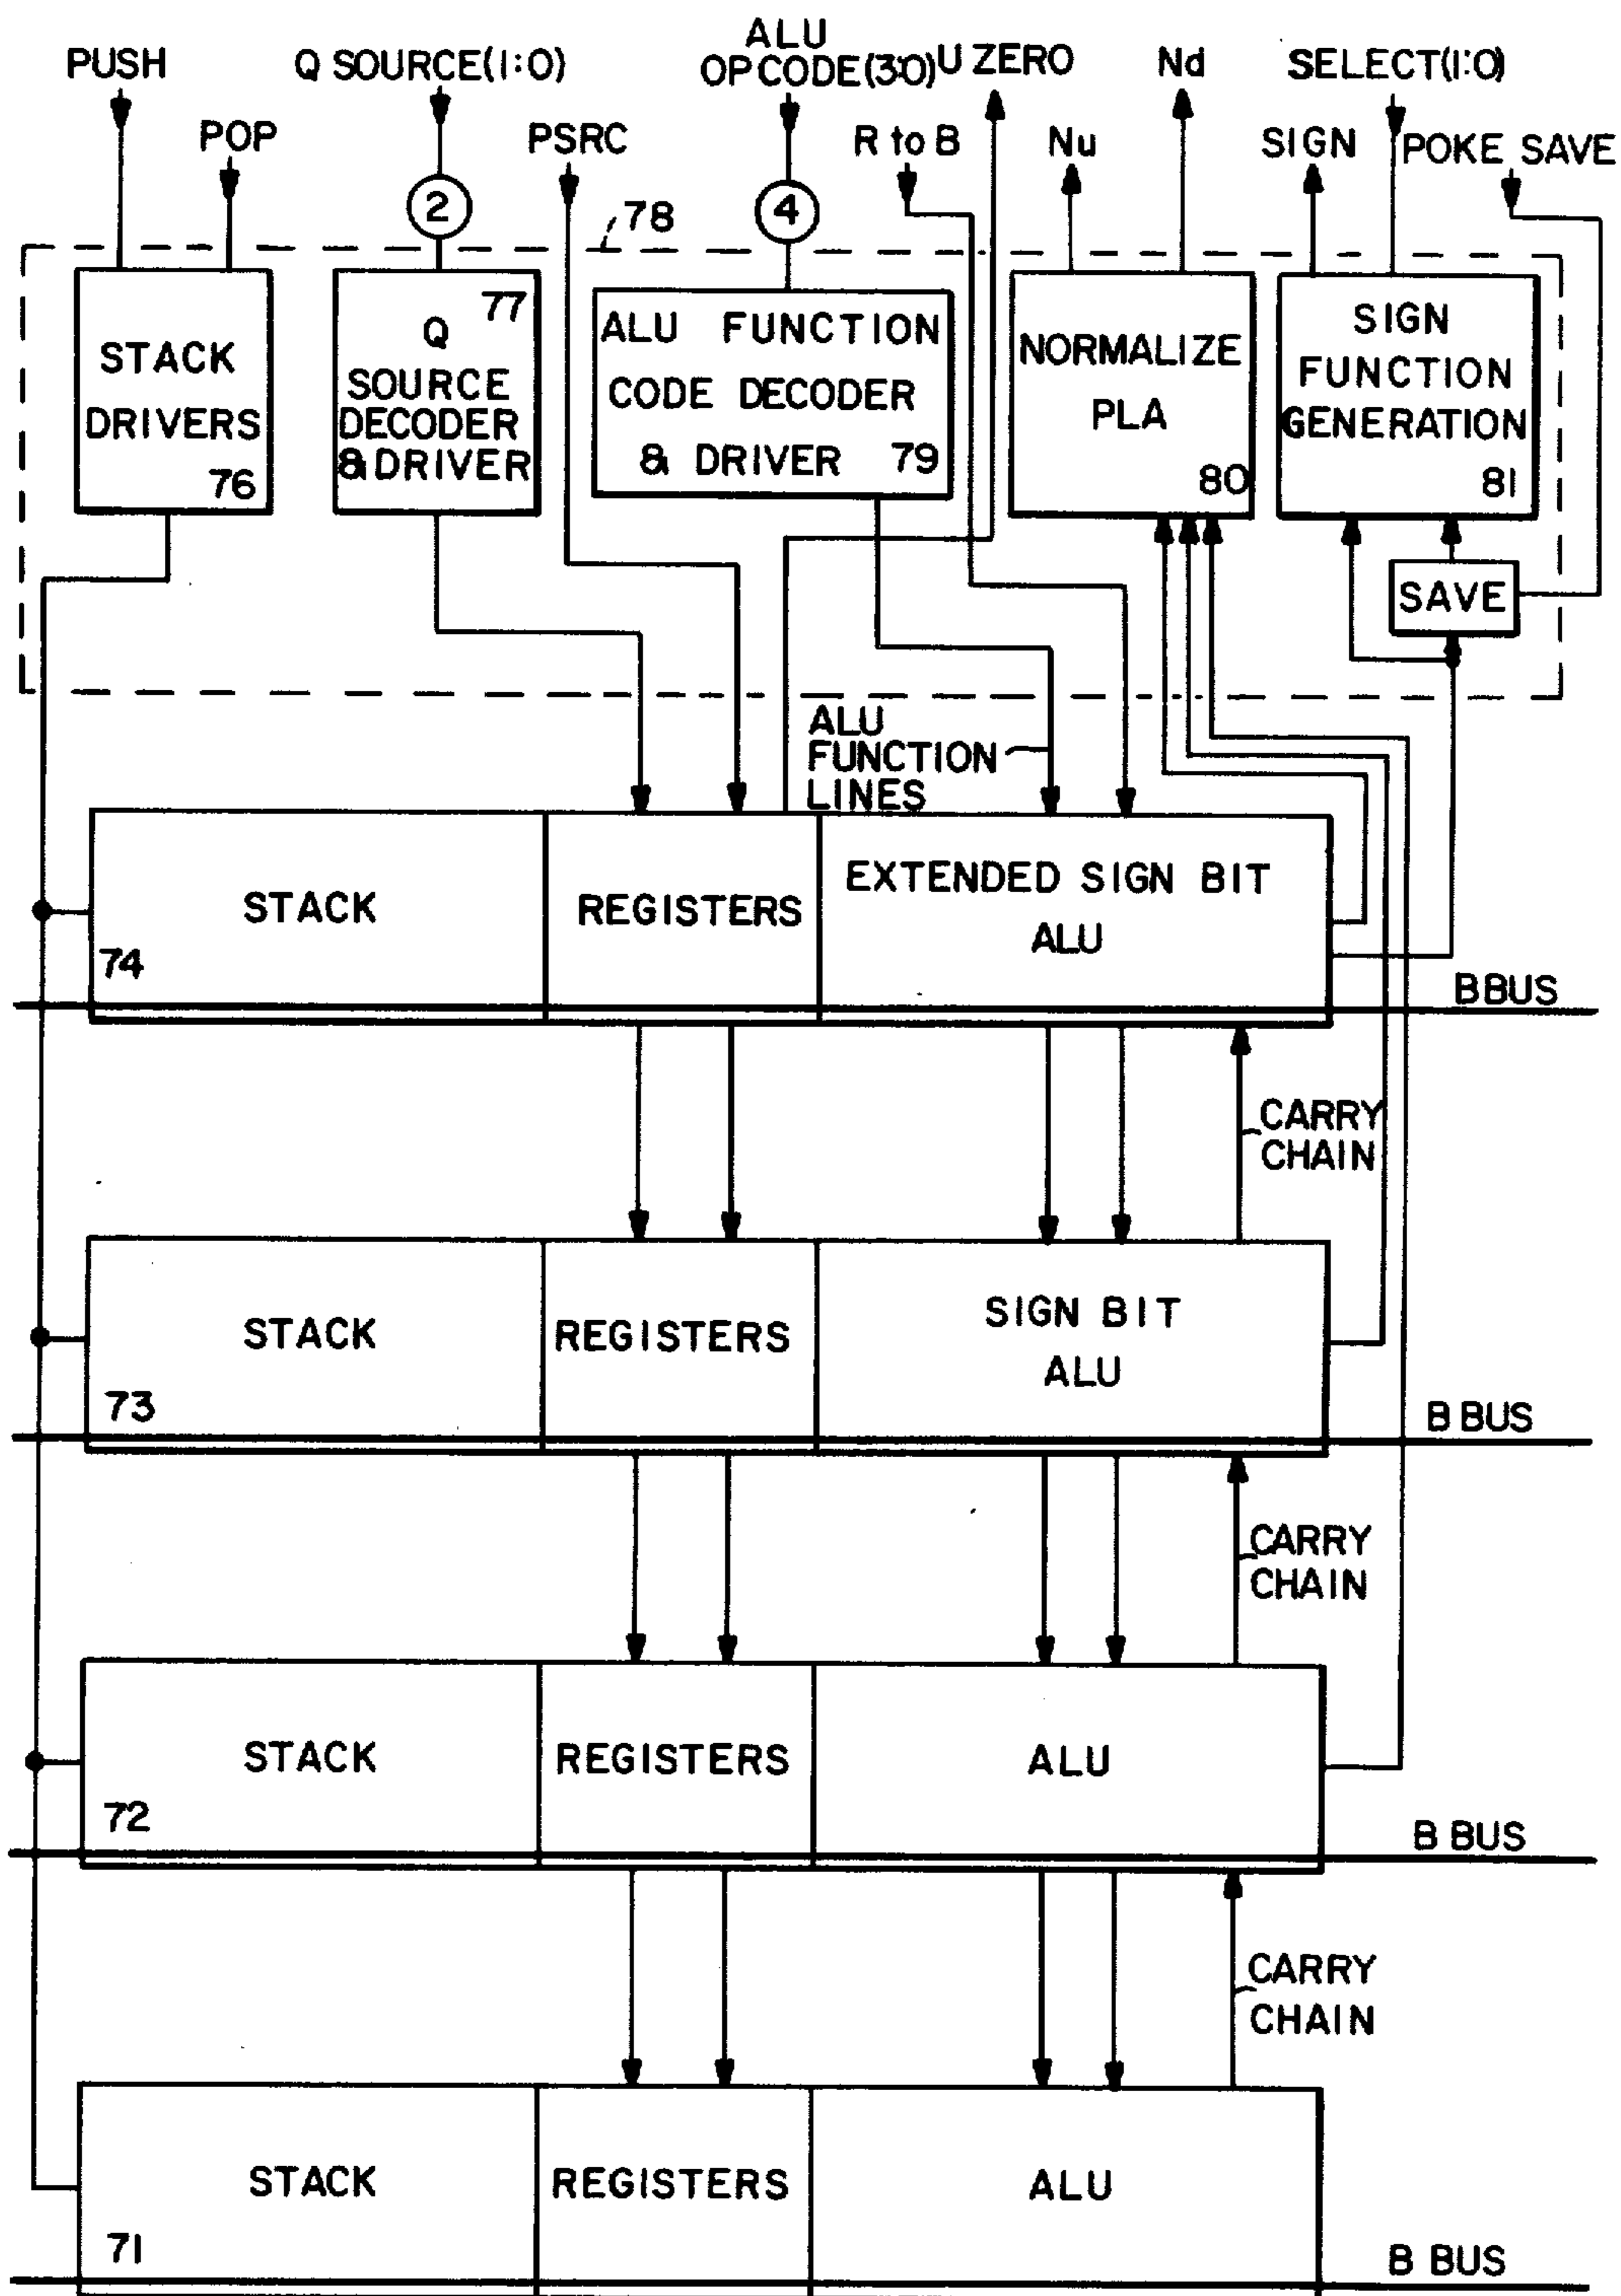 PUSH
Q SOURCE(1:0)
ALU
OPCODE(3:0)
U ZERO
Nd
SELECT(1:0)
POP
PSRC
R to B
Nu
SIGN
POKE SAVE
2
4
78
STACK
DRIVERS
76
77
Q
SOURCE
DECODER
& DRIVER
ALU FUNCTION
CODE DECODER
& DRIVER 79
NORMALIZE
PLA
80
SIGN
FUNCTION
GENERATION
81
SAVE
ALU
FUNCTION
LINES
STACK
74
REGISTERS
EXTENDED SIGN BIT
ALU
B BUS
CARRY
CHAIN
STACK
73
REGISTERS
SIGN BIT
ALU
B BUS
CARRY
CHAIN
STACK
72
REGISTERS
ALU
B BUS
CARRY
CHAIN
STACK
71
REGISTERS
ALU
B BUS